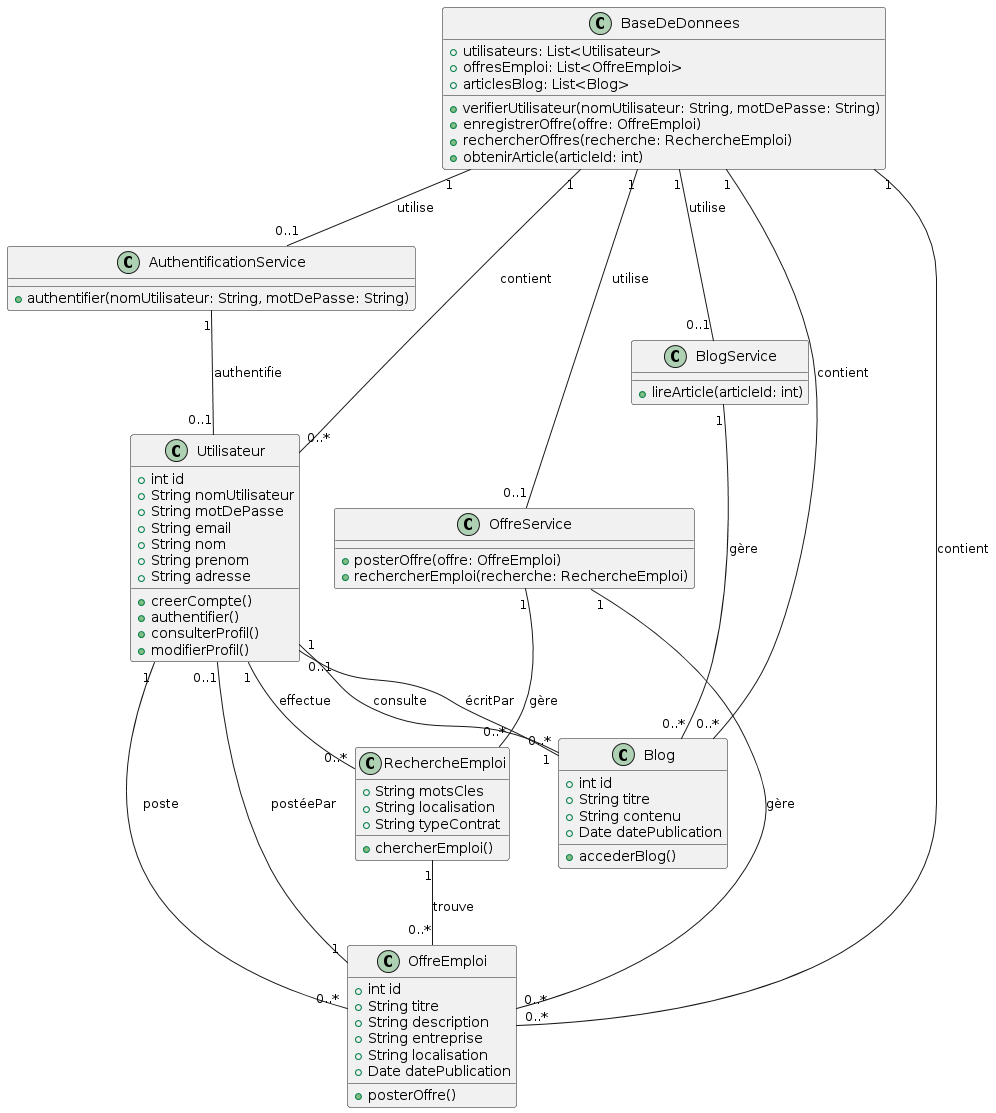 C BaseDeDonnees
utilisateurs: List<Utilisateur>
offresEmploi: List<OffreEmploi>
articlesBlog: List<Blog>
verifierUtilisateur(nomUtilisateur: String, motDePasse: String)
enregistrerOffre(offre: OffreEmploi)
rechercherOffres(recherche: RechercheEmploi)
obtenirArticle(articleId: int)
1 1 1 1 1 1
utilise
utilise
0..1
C AuthentificationService
authentifier(nomUtilisateur: String, motDePasse: String)
contient
utilise
1
0..1
C BlogService
lireArticle(articleId: int)
authentifie
contient
0..1
1
0..*
C Utilisateur
int id
String nomUtilisateur
String motDePasse
String email
String nom
String prenom
String adresse
creerCompte()
authentifier()
consulterProfil()
modifierProfil()
0..1
C OffreService
posterOffre(offre: OffreEmploi)
rechercherEmploi(recherche: RechercheEmploi)
gère
contient
1 1
1
0..1
1 0..1 1
effectue
consulte
écritPar
gère
0..*
0..* 0..*
0..*
1
0..*
C RechercheEmploi
String motsCles
String localisation
String typeContrat
chercherEmploi()
C Blog
int id
String titre
String contenu
Date datePublication
accederBlog()
poste
postéePar
gère
1
trouve
0..*
1
0..*
C OffreEmploi
int id
String titre
String description
String entreprise
String localisation
Date datePublication
posterOffre()
0..*
0..*